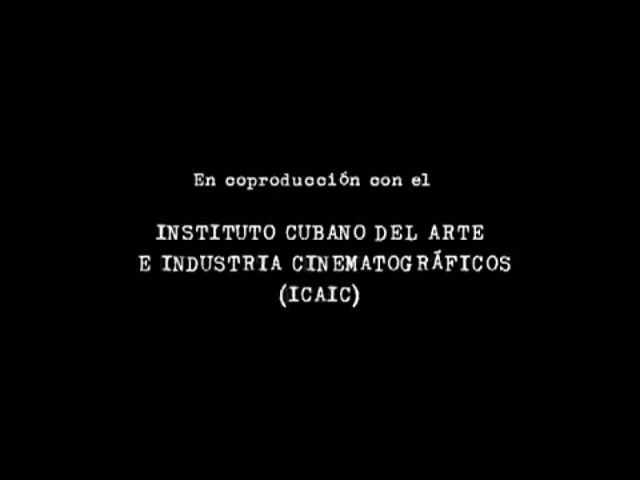 En coproducción con el
INSTITUTO CUBANO DEL ARTE
E INDUSTRIA CINEMATOGRÁFICOS
(ICAIC)